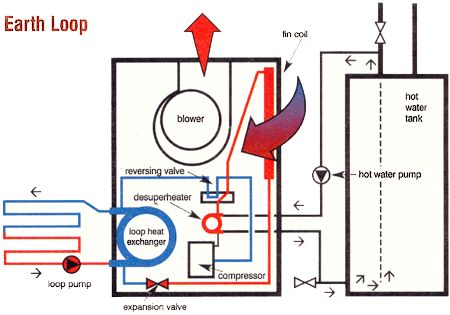 Earth Loop
fin coil
blower
hot
water
tank
reversing valve
hot water pump
desuperheater
loop heat
exchanger
loop pump
compressor
expansion valve